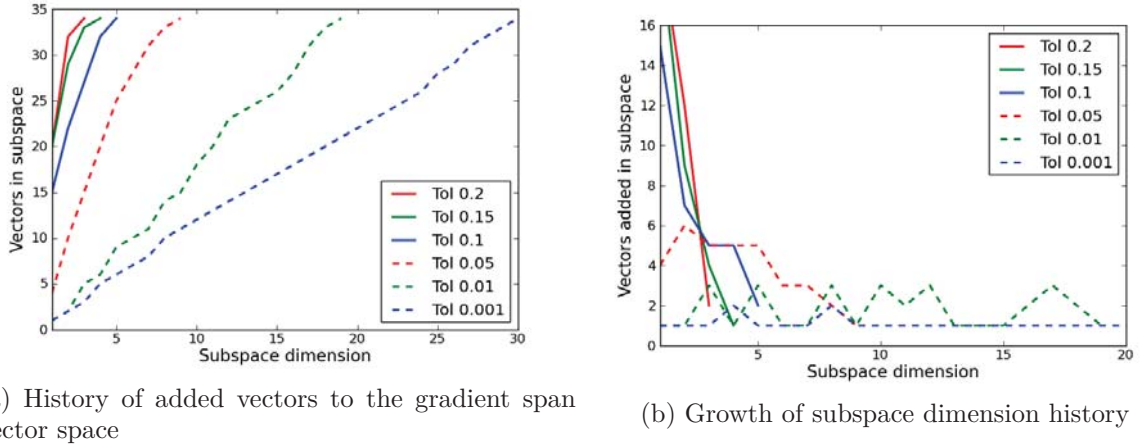 35
30
25
20
15
10
5
0
Vectors in subspace
5 10 15 20 25 30
Subspace dimension
Tol 0.2
Tol 0.15
Tol 0.1
Tol 0.05
Tol 0.01
Tol 0.001
) History of added vectors to the gradient span
ector space
16
14
12
10
8
6
4
2
0
Vectors added in subspace
5 10 15 20
Subspace dimension
Tol 0.2
Tol 0.15
Tol 0.1
Tol 0.05
Tol 0.01
Tol 0.001
(b) Growth of subspace dimension history